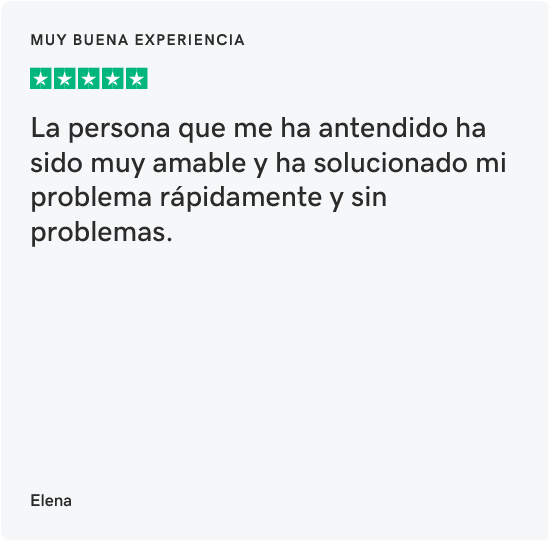 MUY BUENA EXPERIENCIA
La persona que me ha antendido ha
sido muy amable y ha solucionado mi
problema rápidamente y sin
problemas.
Elena